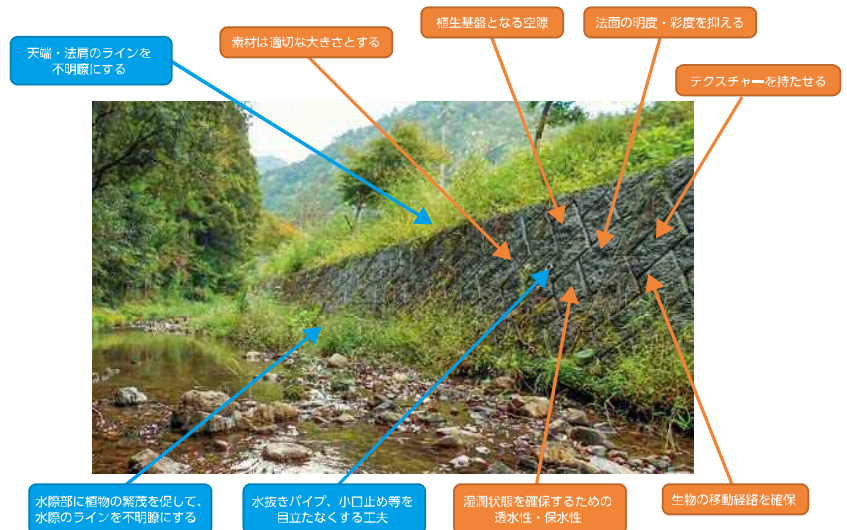 植生基盤となる空隙
法面の明度・彩度を抑える
素材は適切な大きさとする
天端・法肩のラインを
不明瞭にする
テクスチャーを持たせる
水際部に植物の繁茂を促して、
水際のラインを不明瞭にする
水抜きパイプ、小口止め等を
目立たなくする工夫
湿潤状態を確保するための
透水性・保水性
生物の移動経路を確保